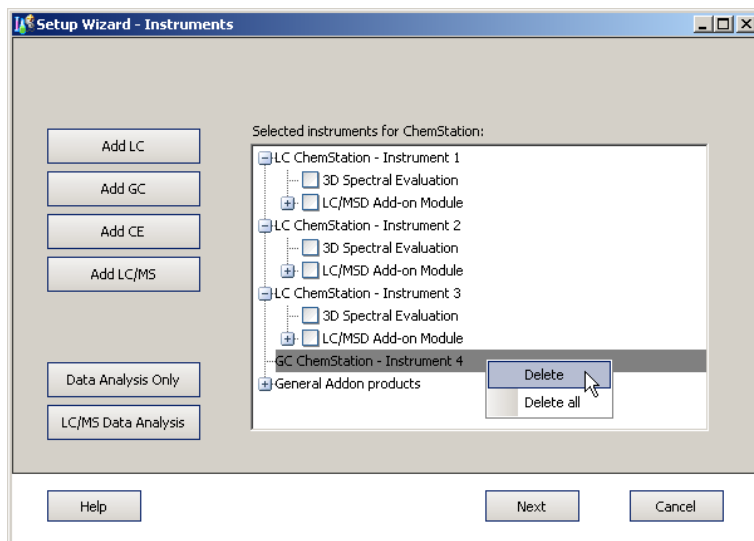 Setup Wizard - Instruments
Selected instruments for ChemStation:
Add LC
Add GC
Add CE
Add LC/MS
Data Analysis Only
LC/MS Data Analysis
LC ChemStation - Instrument 1
3D Spectral Evaluation
LC/MSD Add-on Module
LC ChemStation - Instrument 2
3D Spectral Evaluation
LC/MSD Add-on Module
LC ChemStation - Instrument 3
3D Spectral Evaluation
LC/MSD Add-on Module
GC ChemStation - Instrument 4
General Addon products
Delete
Delete all
Help
Next
Cancel